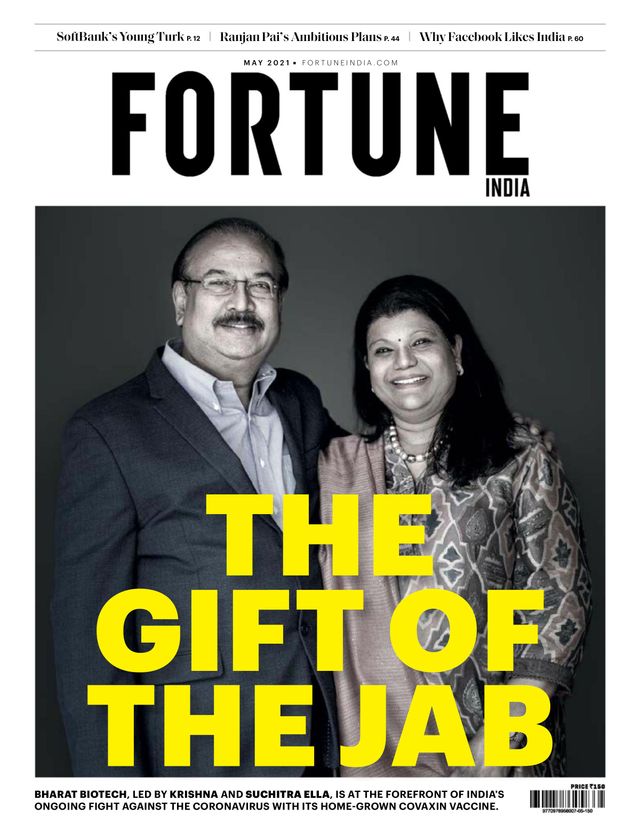 SoftBank's Young Turk P. 12 | Ranjan Pai's Ambitious Plans P. 44 | Why Facebook Likes India P. 60
MAY 2021 • FORTUNEINDIA.COM
FORTUNE
INDIA
THE
GIFT OF
THE JAB
BHARAT BIOTECH, LED BY KRISHNA AND SUCHITRA ELLA, IS AT THE FOREFRONT OF INDIA'S
ONGOING FIGHT AGAINST THE CORONAVIRUS WITH ITS HOME-GROWN COVAXIN VACCINE.
PRICE ₹150